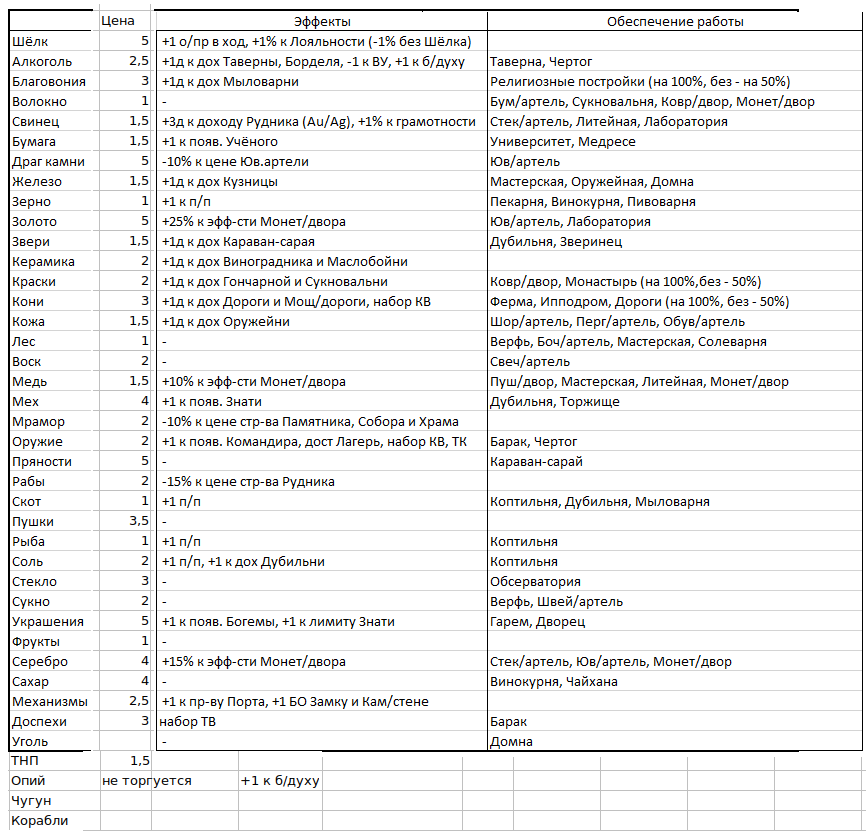 Цена Эффекты Обеспечение работы
Шёлк 5 +1 о/пр в ход, +1% к Лояльности (-1% без Шёлка)
Алкоголь 2,5 +1д к дох Таверны, Борделя, -1 к ВУ, +1 к б/духу Таверна, Чертог
Благовония 3 +1д к дох Мыловарни Религиозные постройки (на 100%, без - на 50%)
Волокно 1 - Бум/артель, Сукновальня, Ковр/двор, Монет/двор
Свинец 1,5 +3д к доходу Рудника (Au/Ag), +1% к грамотности Стек/артель, Литейная, Лаборатория
Бумага 1,5 +1 к появ. Учёного Университет, Медресе
Драг камни 5 -10% к цене Юв.артели Юв/артель
Железо 1,5 +1д к дох Кузницы Мастерская, Оружейная, Домна
Зерно 1 +1 к п/п Пекарня, Винокурня, Пивоварня
Золото 5 +25% к эфф-сти Монет/двора Юв/артель, Лаборатория
Звери 1,5 +1д к дох Караван-сарая Дубильня, Зверинец
Керамика 2 +1д к дох Виноградника и Маслобойни
Краски 2 +1д к дох Гончарной и Сукновальни Ковр/двор, Монастырь (на 100%,без - 50%)
Кони 3 +1д к дох Дороги и Мощ/дороги, набор КВ Ферма, Ипподром, Дороги (на 100%, без - 50%)
Кожа 1,5 +1д к дох Оружейни Шор/артель, Перг/артель, Обув/артель
Лес 1 - Верфь, Боч/артель, Мастерская, Солеварня
Воск 2 - Свеч/артель
Медь 1,5 +10% к эфф-сти Монет/двора Пуш/двор, Мастерская, Литейная, Монет/двор
Мех 4 +1 к появ. Знати Дубильня, Торжище
Мрамор 2 -10% к цене стр-ва Памятника, Собора и Храма
Оружие 2 +1 к появ. Командира, дост Лагерь, набор КВ, ТК Барак, Чертог
Пряности 5 - Караван-сарай
Рабы 2 -15% к цене стр-ва Рудника
Скот 1 +1 п/п Коптильня, Дубильня, Мыловарня
Пушки 3,5 -
Рыба 1 +1 п/п Коптильня
Соль 2 +1 п/п, +1 к дох Дубильни Коптильня
Стекло 3 - Обсерватория
Сукно 2 - Верфь, Швей/артель
Украшения 5 +1 к появ. Богемы, +1 к лимиту Знати Гарем, Дворец
Фрукты 1 -
Серебро 4 +15% к эфф-сти Монет/двора Стек/артель, Юв/артель, Монет/двор
Сахар 4 - Винокурня, Чайхана
Механизмы 2,5 +1 к пр-ву Порта, +1 БО Замку и Кам/стене
Доспехи 3 набор ТВ Барак
Уголь - Домна
ТНП 1,5
Опий не торгуется +1 к б/духу
Чугун
Корабли